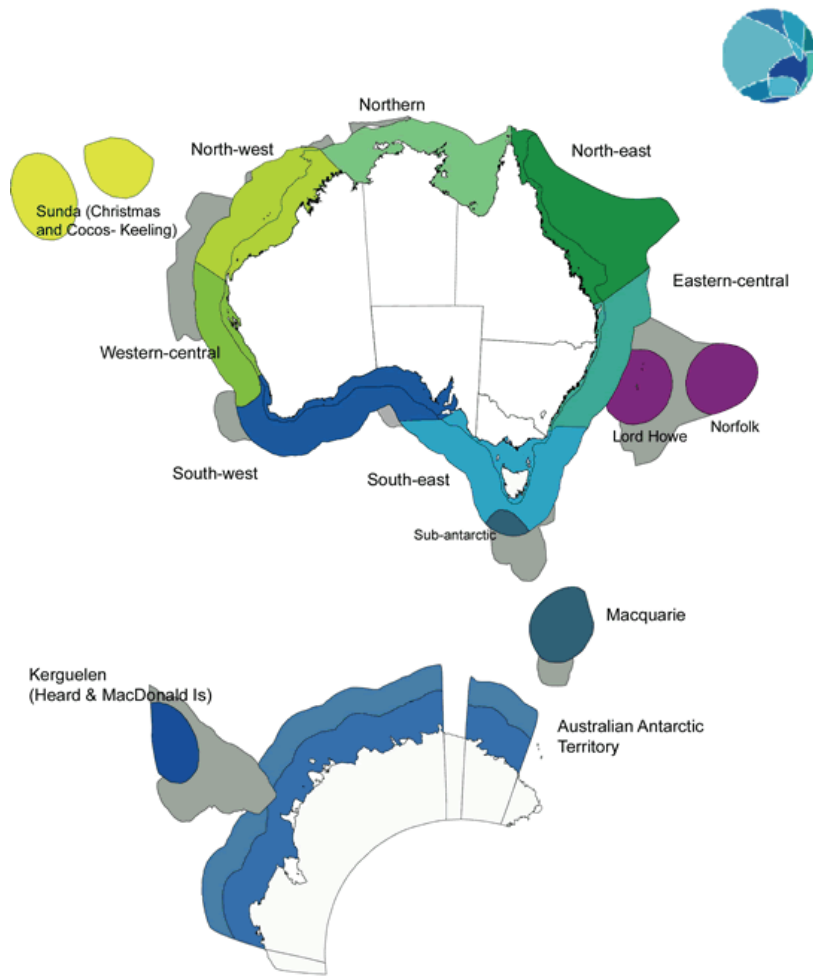 Northern
North-west
North-east
Sunda (Christmas
and Cocos- Keeling)
Eastern-central
Western-central
Lord Howe
Norfolk
South-west
South-east
Sub-antarctic
Macquarie
Kerguelen
(Heard & MacDonald Is)
Australian Antarctic
Territory